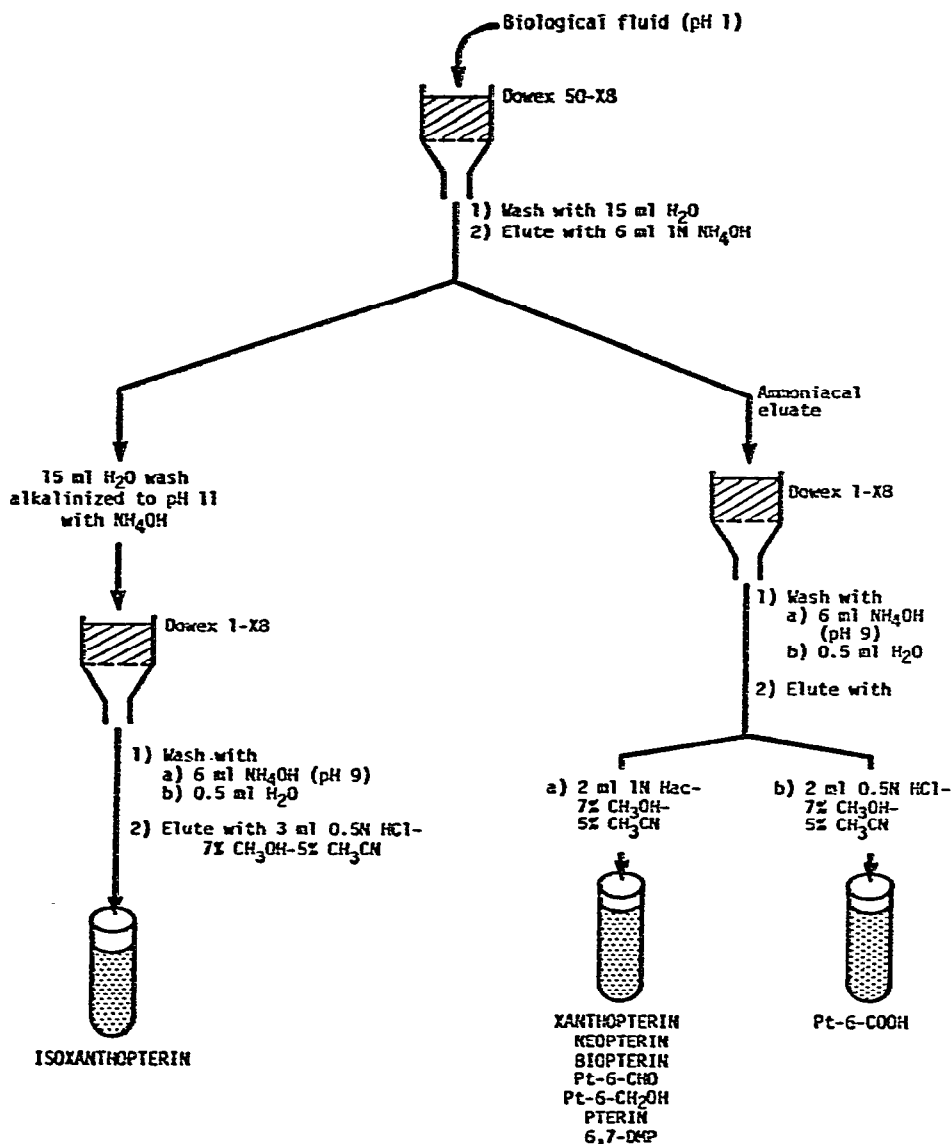 Biological fluid (pH 1)
Dowex 50-X8
1) Wash with 15 ml H₂O
2) Elute with 6 ml 1N NH₄OH
15 ml H₂O wash
alkalinized to pH 11
with NH₄OH
Dowex 1-X8
1) Wash with
a) 6 ml NH₄OH (pH 9)
b) 0.5 ml H₂O
2) Elute with 3 ml 0.5N HCl-
7% CH₃OH-5% CH₃CN
ISOXANTHOPTERIN
Ammoniacal
eluate
Dowex 1-X8
1) Wash with
a) 6 ml NH₄OH
(pH 9)
b) 0.5 ml H₂O
2) Elute with
a) 2 ml 1N Hac-
7% CH₃OH-
5% CH₃CN
XANTHOPTERIN
NEOPTERIN
BIOPTERIN
Pt-6-CHO
Pt-6-CH₂OH
PTERIN
6,7-DMP
b) 2 ml 0.5N HCl-
7% CH₃OH-
5% CH₃CN
Pt-6-COOH